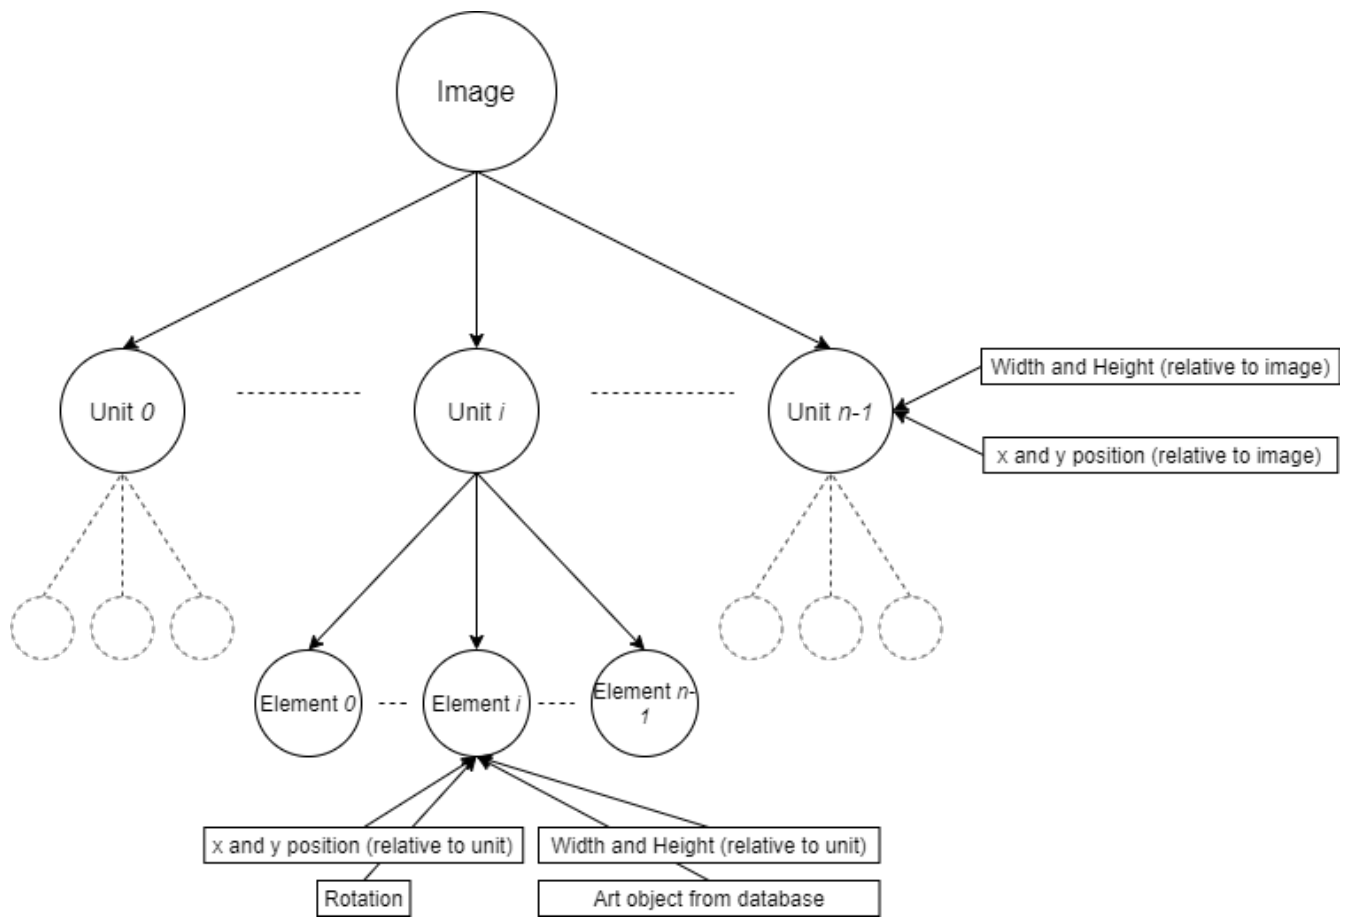 Image
Unit 0
Unit i
Unit n-1
Width and Height (relative to image)
x and y position (relative to image)
Element 0
Element i
Element n-
1
x and y position (relative to unit)
Width and Height (relative to unit)
Rotation
Art object from database